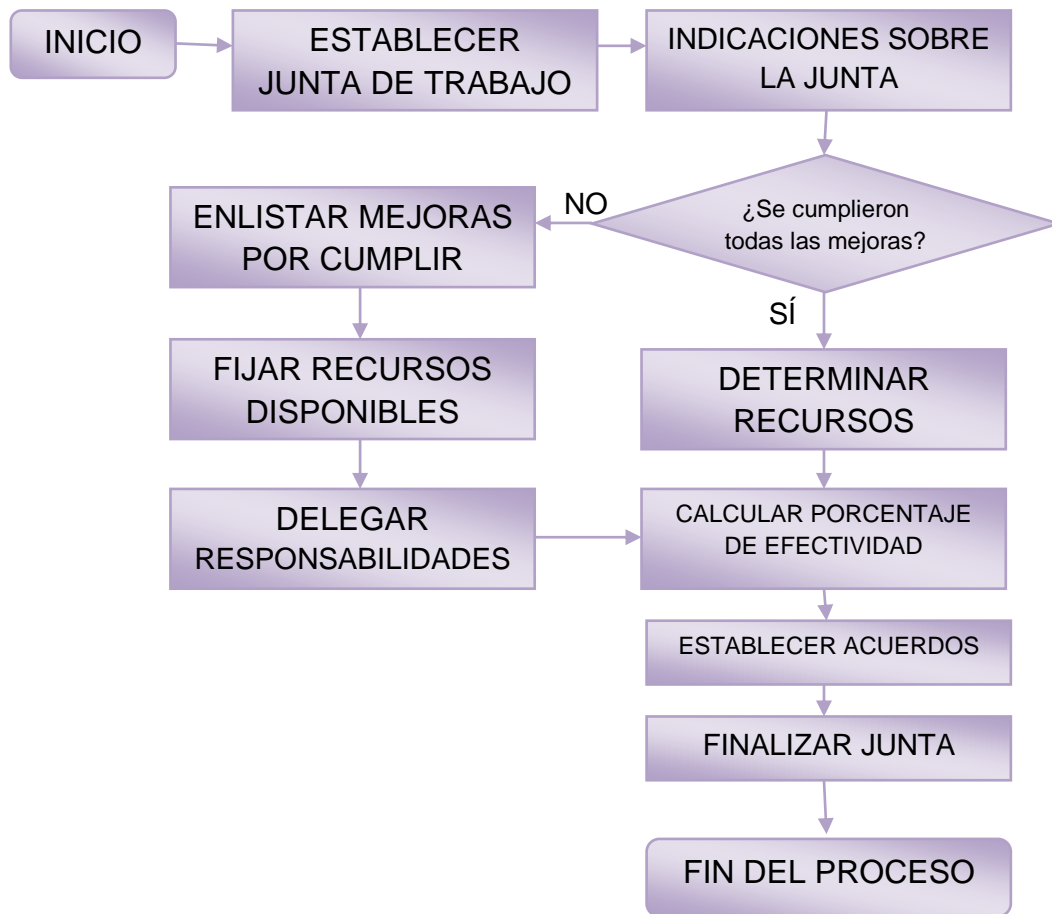 INICIO
ESTABLECER
JUNTA DE TRABAJO
INDICACIONES SOBRE
LA JUNTA
¿Se cumplieron
todas las mejoras?
NO
ENLISTAR MEJORAS
POR CUMPLIR
FIJAR RECURSOS
DISPONIBLES
DELEGAR
RESPONSABILIDADES
SÍ
DETERMINAR
RECURSOS
CALCULAR PORCENTAJE
DE EFECTIVIDAD
ESTABLECER ACUERDOS
FINALIZAR JUNTA
FIN DEL PROCESO